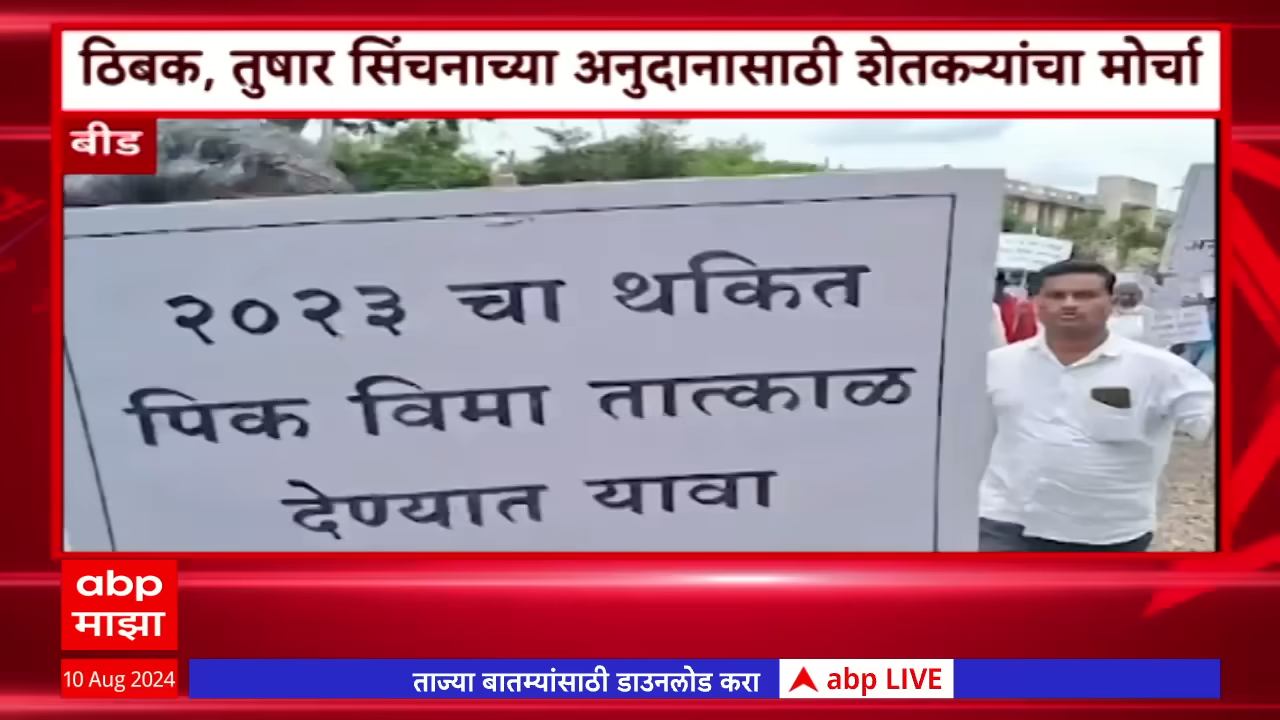 ठिबक, तुषार सिंचनाच्या अनुदानासाठी शेतकऱ्यांचा मोर्चा
बीड
२०२३ चा थकित
पिक विमा तात्काळ
देण्यात यावा
abp
माझा
10 Aug 2024
ताज्या बातम्यांसाठी डाउनलोड करा
abp LIVE